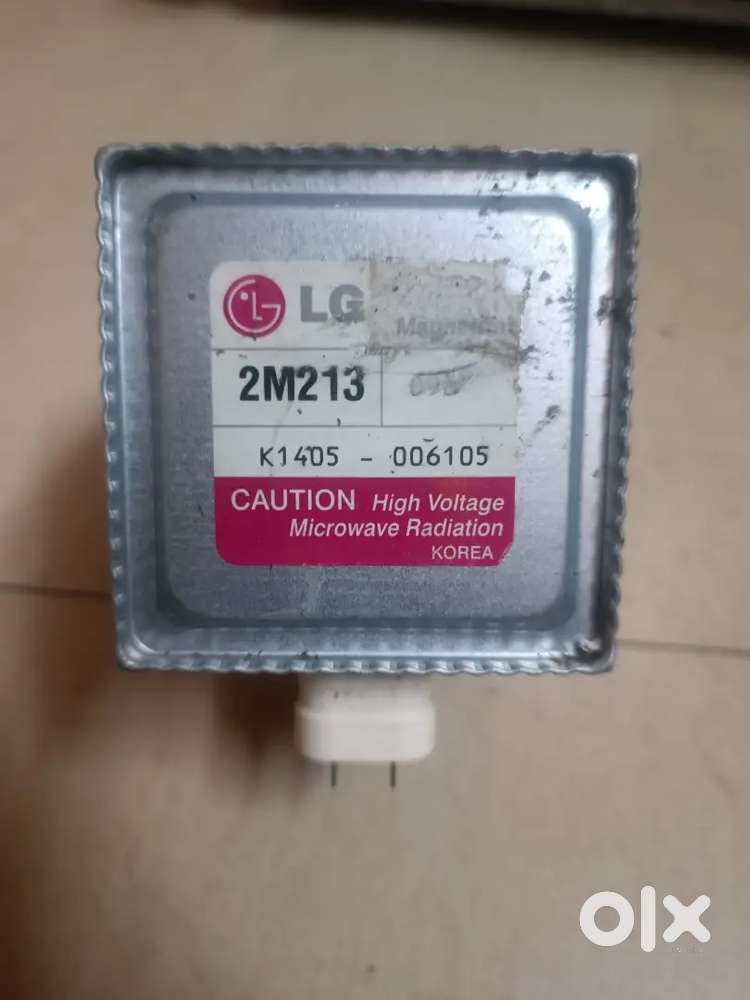 LG
2M213
K1405 - 006105
CAUTION High Voltage
Microwave Radiation
KOREA
olx